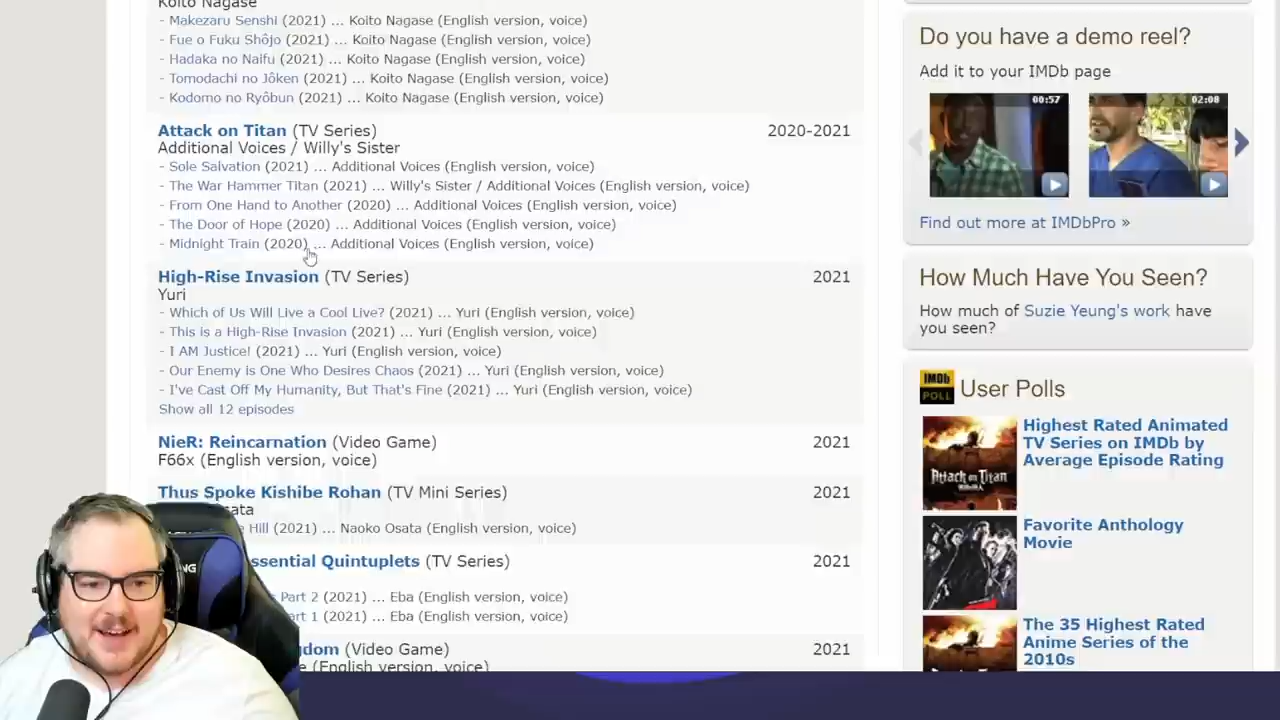 Koito Nagase
- Makezaru Senshi (2021) ... Koito Nagase (English version, voice)
- Fue o Fuku Shôjo (2021) ... Koito Nagase (English version, voice)
- Hadaka no Naifu (2021) ... Koito Nagase (English version, voice)
- Tomodachi no Jôken (2021) ... Koito Nagase (English version, voice)
- Kodomo no Ryôbun (2021) ... Koito Nagase (English version, voice)
Attack on Titan (TV Series) 2020-2021
Additional Voices / Willy's Sister
- Sole Salvation (2021) ... Additional Voices (English version, voice)
- The War Hammer Titan (2021) ... Willy's Sister / Additional Voices (English version, voice)
- From One Hand to Another (2020) ... Additional Voices (English version, voice)
- The Door of Hope (2020) ... Additional Voices (English version, voice)
- Midnight Train (2020) ... Additional Voices (English version, voice)
High-Rise Invasion (TV Series) 2021
Yuri
- Which of Us Will Live a Cool Live? (2021) ... Yuri (English version, voice)
- This is a High-Rise Invasion (2021) ... Yuri (English version, voice)
- I AM Justice! (2021) ... Yuri (English version, voice)
- Our Enemy is One Who Desires Chaos (2021) ... Yuri (English version, voice)
- I've Cast Off My Humanity, But That's Fine (2021) ... Yuri (English version, voice)
Show all 12 episodes
NieR: Reincarnation (Video Game) 2021
F66x (English version, voice)
Thus Spoke Kishibe Rohan (TV Mini Series) 2021
sata
Hill (2021) ... Naoko Osata (English version, voice)
ssential Quintuplets (TV Series) 2021
Part 2 (2021) ... Eba (English version, voice)
art 1 (2021) ... Eba (English version, voice)
gdom (Video Game) 2021
e (English version, voice)
Do you have a demo reel?
Add it to your IMDb page
00:57
02:08
Find out more at IMDbPro »
How Much Have You Seen?
How much of Suzie Yeung's work have
you seen?
IMDb
POLL
User Polls
Highest Rated Animated
TV Series on IMDb by
Average Episode Rating
Attack on Titan
Favorite Anthology
Movie
The 35 Highest Rated
Anime Series of the
2010s